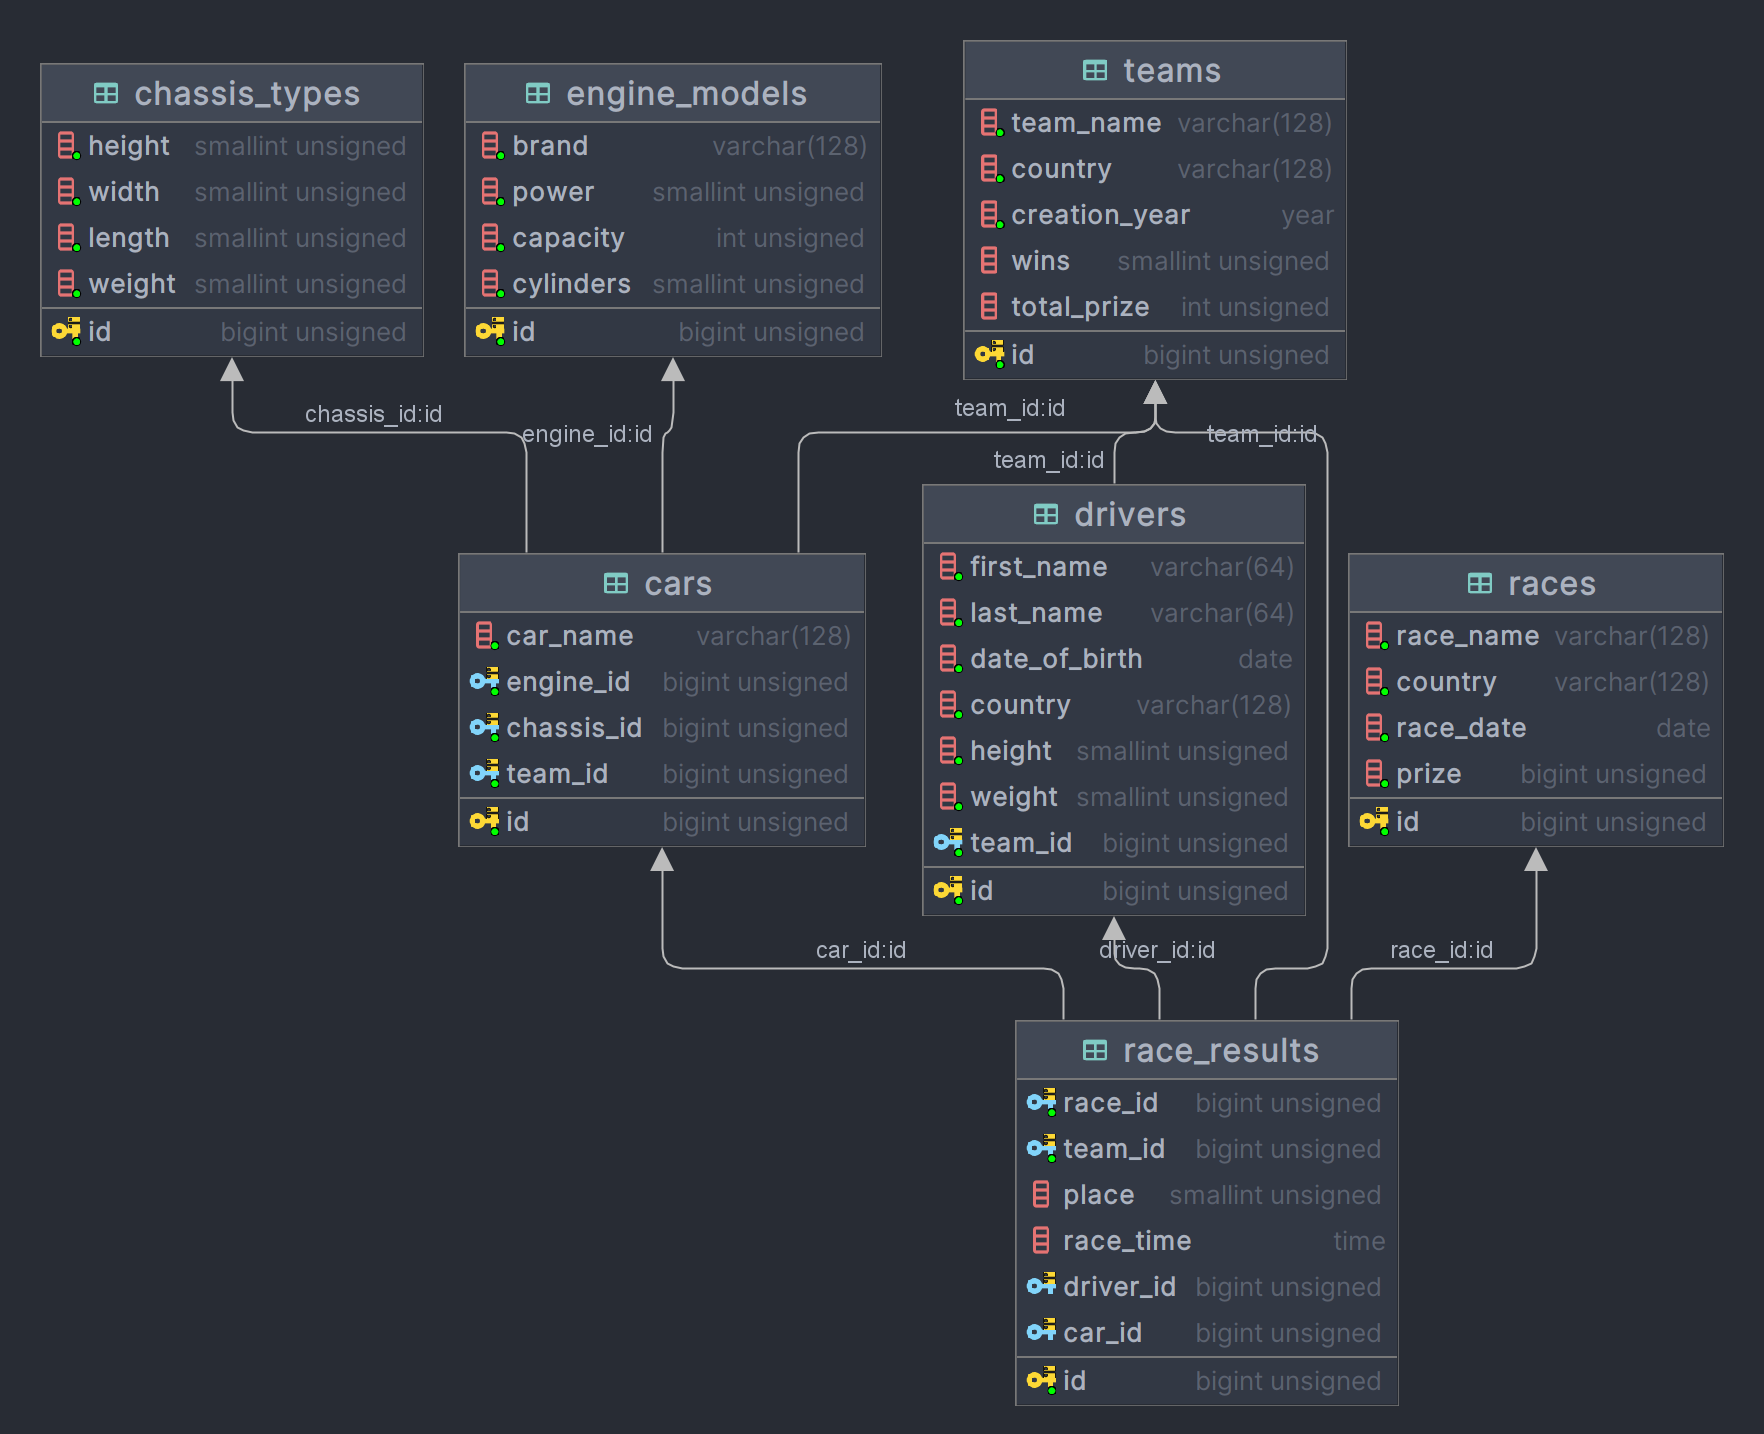 chassis_types
height smallint unsigned
width smallint unsigned
length smallint unsigned
weight smallint unsigned
id bigint unsigned
engine_models
brand varchar(128)
power smallint unsigned
capacity int unsigned
cylinders smallint unsigned
id bigint unsigned
teams
team_name varchar(128)
country varchar(128)
creation_year year
wins smallint unsigned
total_prize int unsigned
id bigint unsigned
chassis_id:id
engine_id:id
team_id:id
team_id:id
team_id:id
cars
car_name varchar(128)
engine_id bigint unsigned
chassis_id bigint unsigned
team_id bigint unsigned
id bigint unsigned
drivers
first_name varchar(64)
last_name varchar(64)
date_of_birth date
country varchar(128)
height smallint unsigned
weight smallint unsigned
team_id bigint unsigned
id bigint unsigned
races
race_name varchar(128)
country varchar(128)
race_date date
prize bigint unsigned
id bigint unsigned
car_id:id
driver_id:id
race_id:id
race_results
race_id bigint unsigned
team_id bigint unsigned
place smallint unsigned
race_time time
driver_id bigint unsigned
car_id bigint unsigned
id bigint unsigned